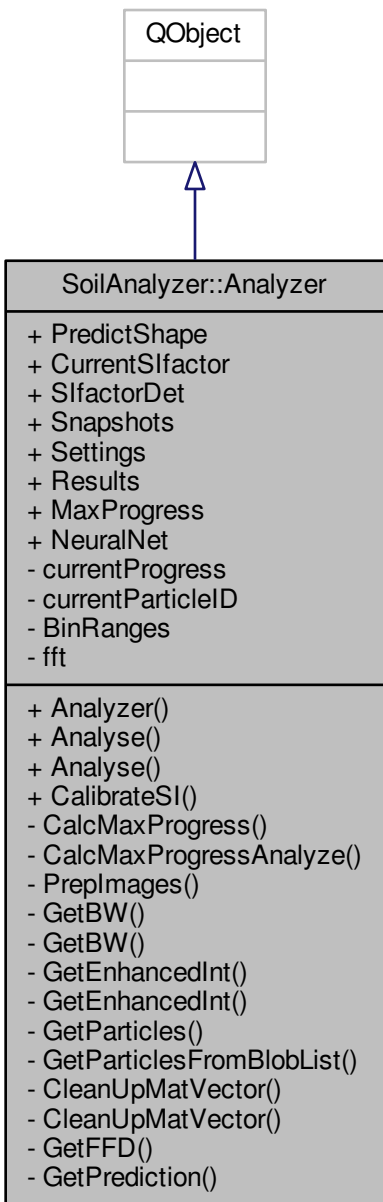 QObject
SoilAnalyzer::Analyzer
+ PredictShape
+ CurrentSIfactor
+ SIfactorDet
+ Snapshots
+ Settings
+ Results
+ MaxProgress
+ NeuralNet
- currentProgress
- currentParticleID
- BinRanges
- fft
+ Analyzer()
+ Analyse()
+ Analyse()
+ CalibrateSI()
- CalcMaxProgress()
- CalcMaxProgressAnalyze()
- PrepImages()
- GetBW()
- GetBW()
- GetEnhancedInt()
- GetEnhancedInt()
- GetParticles()
- GetParticlesFromBlobList()
- CleanUpMatVector()
- CleanUpMatVector()
- GetFFD()
- GetPrediction()